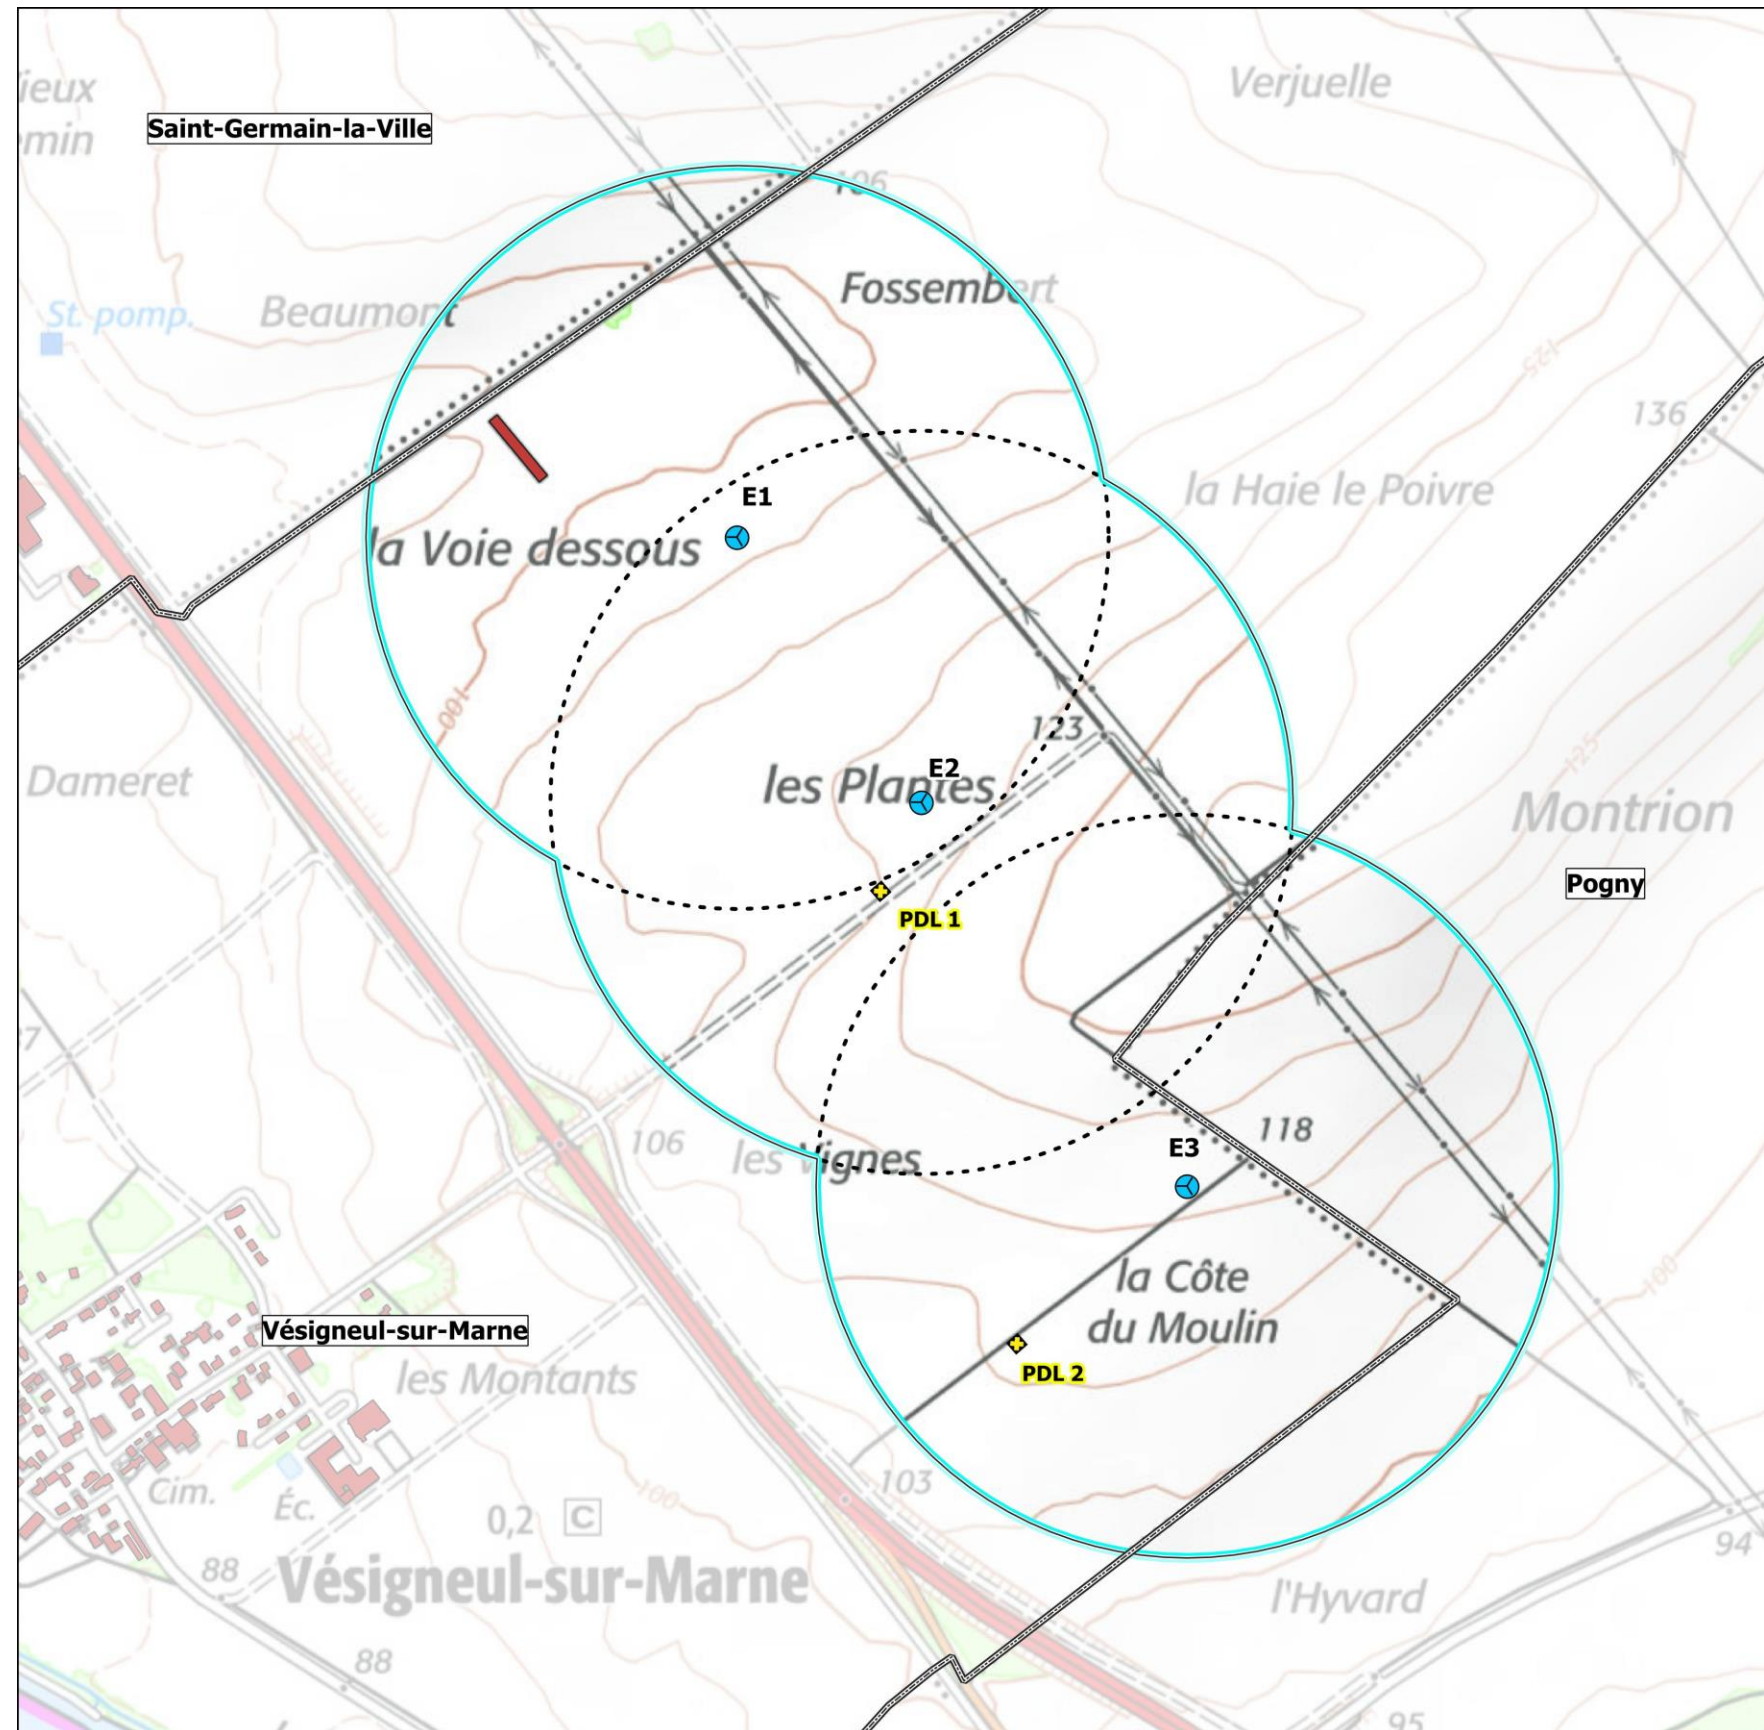 ieux
Verjuelle
Saint-Germain-la-Ville
emin
106
Fossembert
St. pomp.
Beaumont
125
136
E1
la Haie le Poivre
la Voie dessous
100
123
Dameret
E2
les Plantes
125
Montrion
Pogny
PDL 1
118
106
E3
les Vignes
100
la Côte
du Moulin
Vésigneul-sur-Marne
PDL 2
les Montants
103
Cim.
Éc.
100
0,2 C
94
88
Vésigneul-sur-Marne
l'Hyvard
88
95